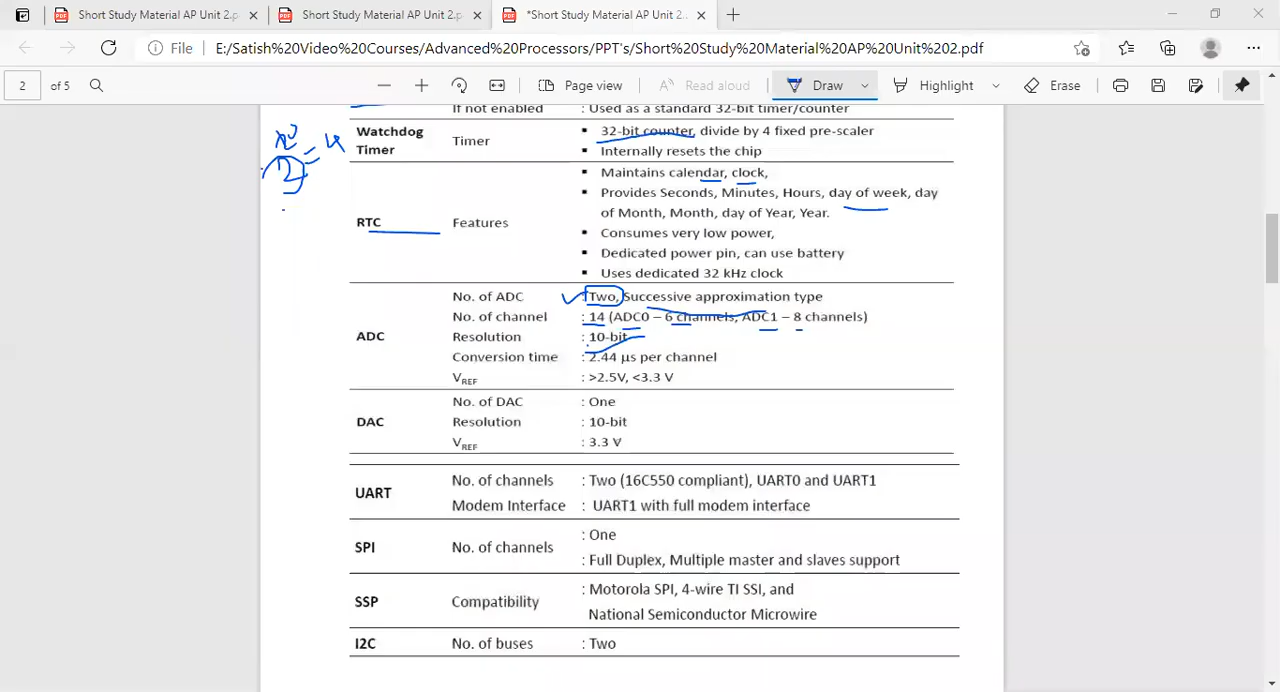 Short Study Material AP Unit 2.p
Short Study Material AP Unit 2.p
*Short Study Material AP Unit 2.
File
E:/Satish%20Video%20Courses/Advanced%20Processors/PPT's/Short%20Study%20Material%20AP%20Unit%202.pdf
2 of 5
Page view
Read aloud
Draw
Highlight
Erase
If not enabled : Used as a standard 32-bit timer/counter
Watchdog Timer
Timer
▪ 32-bit counter, divide by 4 fixed pre-scaler
▪ Internally resets the chip
RTC
Features
▪ Maintains calendar, clock,
▪ Provides Seconds, Minutes, Hours, day of week, day
of Month, Month, day of Year, Year.
▪ Consumes very low power,
▪ Dedicated power pin, can use battery
▪ Uses dedicated 32 kHz clock
ADC
No. of ADC : Two, Successive approximation type
No. of channel : 14 (ADC0 – 6 channels, ADC1 – 8 channels)
Resolution : 10-bit
Conversion time : 2.44 µs per channel
VREF : >2.5V, <3.3 V
DAC
No. of DAC : One
Resolution : 10-bit
VREF : 3.3 V
UART
No. of channels : Two (16C550 compliant), UART0 and UART1
Modem Interface : UART1 with full modem interface
SPI
No. of channels
: One
: Full Duplex, Multiple master and slaves support
SSP
Compatibility
: Motorola SPI, 4-wire TI SSI, and
National Semiconductor Microwire
I2C No. of buses : Two